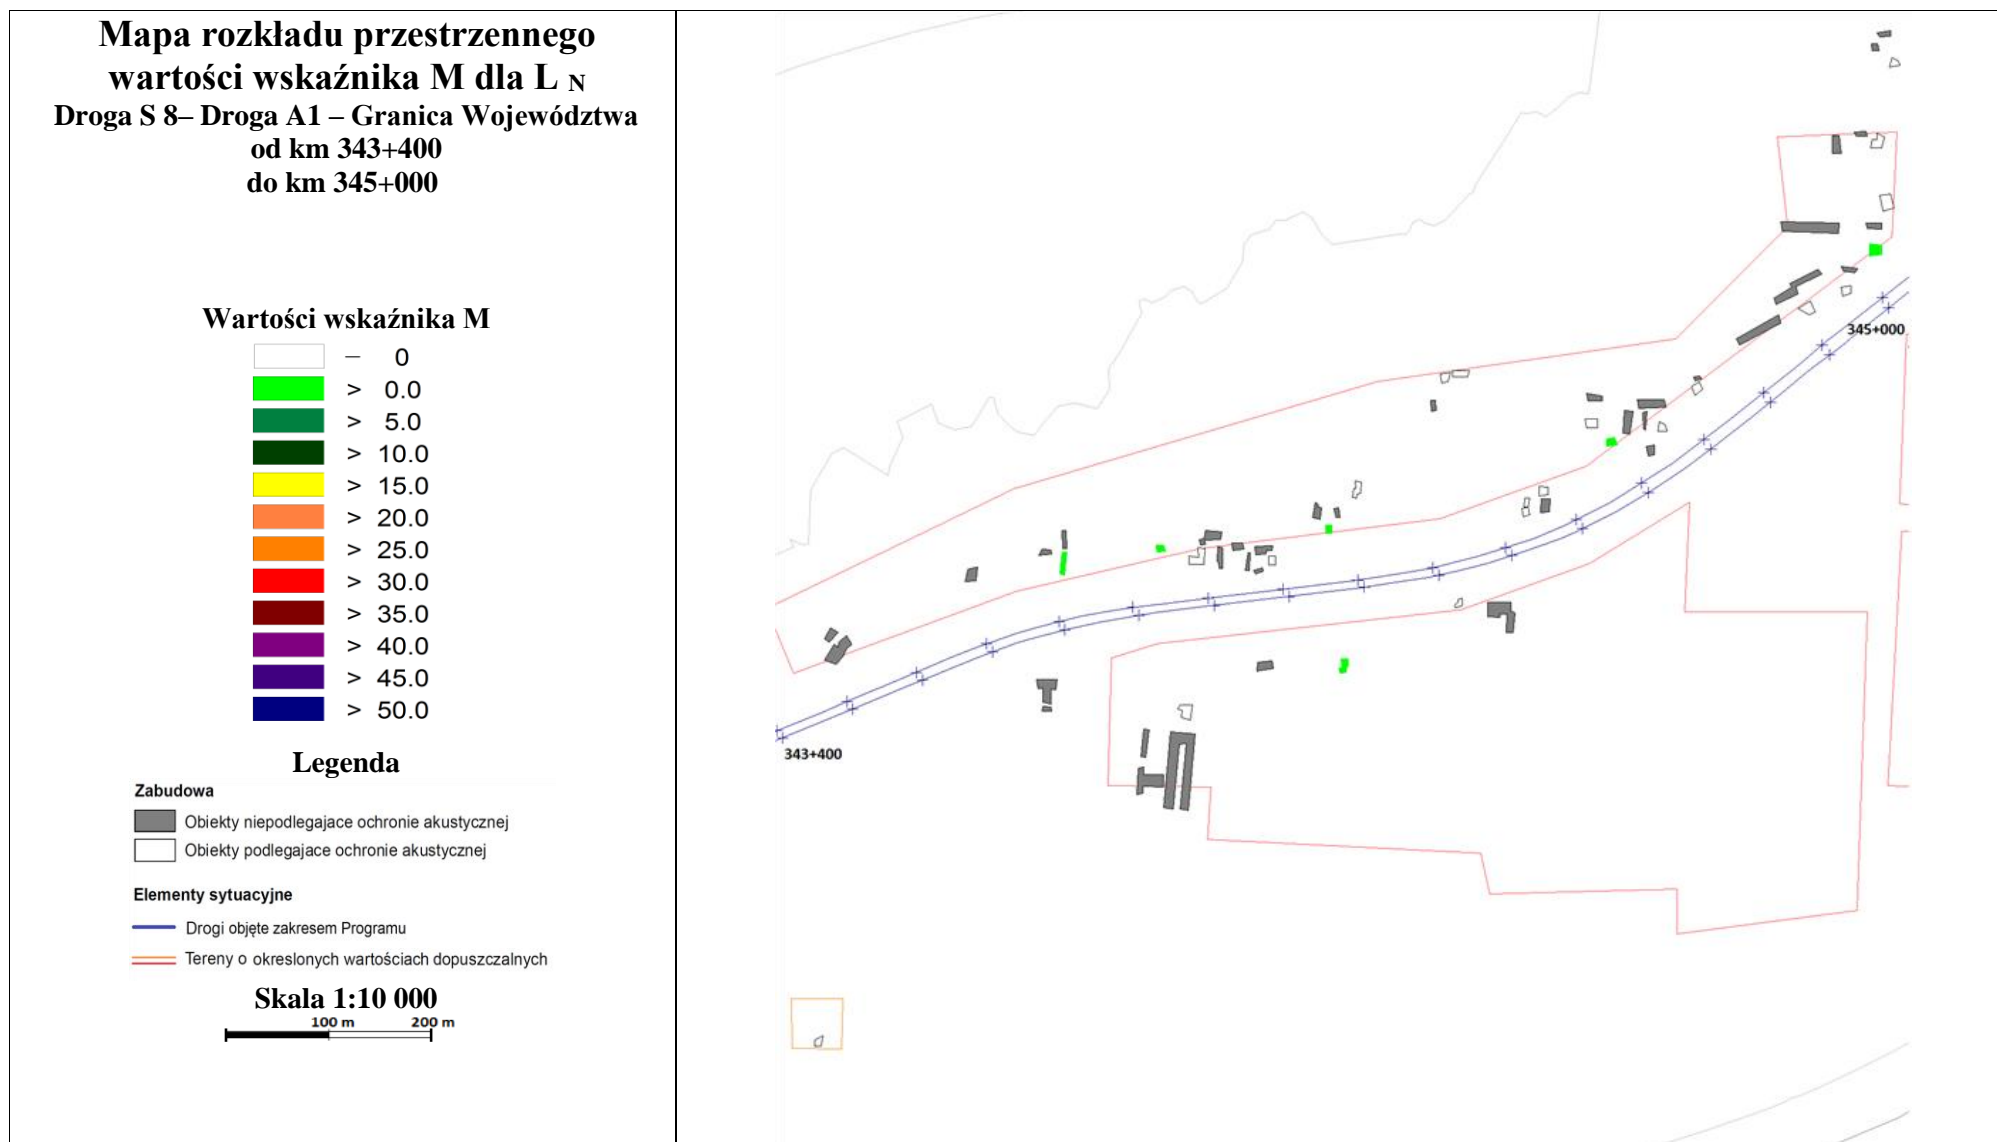 Mapa rozkładu przestrzennego
wartości wskaźnika M dla L N
Droga S 8– Droga A1 – Granica Województwa
od km 343+400
do km 345+000
Wartości wskaźnika M
– 0
> 0.0
> 5.0
> 10.0
> 15.0
> 20.0
> 25.0
> 30.0
> 35.0
> 40.0
> 45.0
> 50.0
Legenda
Zabudowa
Obiekty niepodlegajace ochronie akustycznej
Obiekty podlegajace ochronie akustycznej
Elementy sytuacyjne
Drogi objęte zakresem Programu
Tereny o okreslonych wartościach dopuszczalnych
Skala 1:10 000
100 m 200 m
345+000
343+400